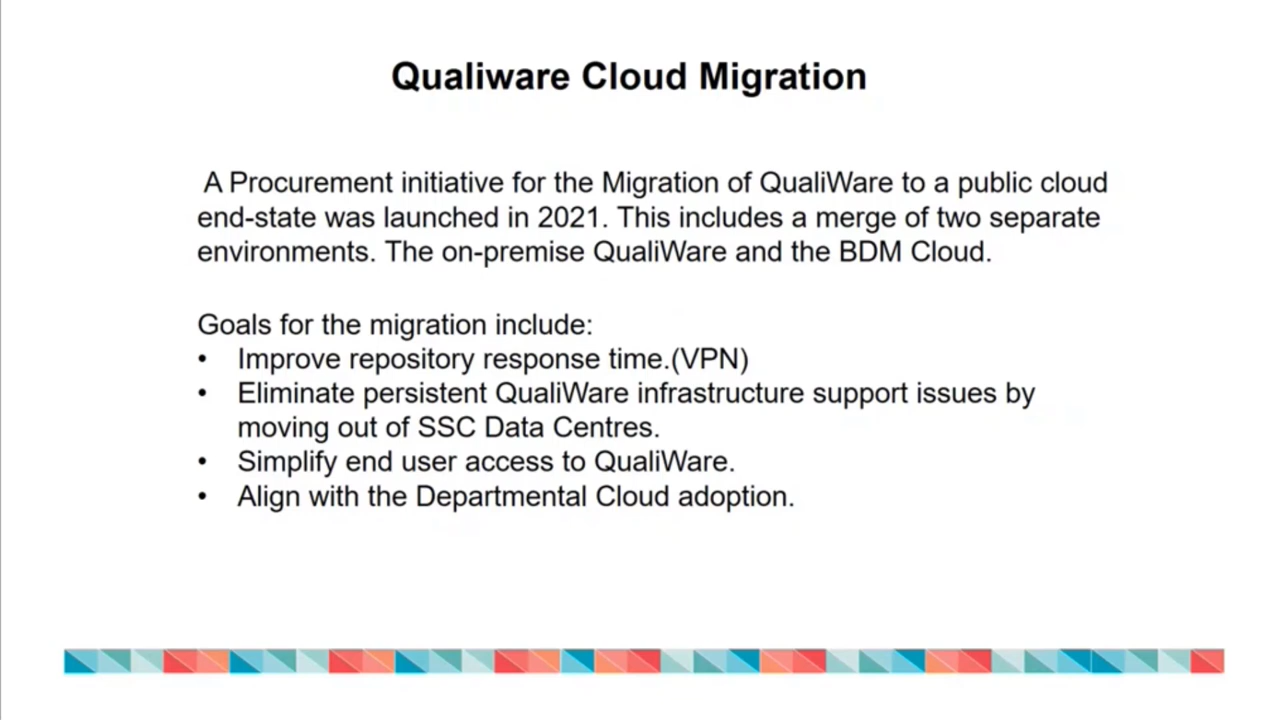 Qualiware Cloud Migration
A Procurement initiative for the Migration of QualiWare to a public cloud
end-state was launched in 2021. This includes a merge of two separate
environments. The on-premise QualiWare and the BDM Cloud.
Goals for the migration include:
• Improve repository response time.(VPN)
• Eliminate persistent QualiWare infrastructure support issues by
moving out of SSC Data Centres.
• Simplify end user access to QualiWare.
• Align with the Departmental Cloud adoption.